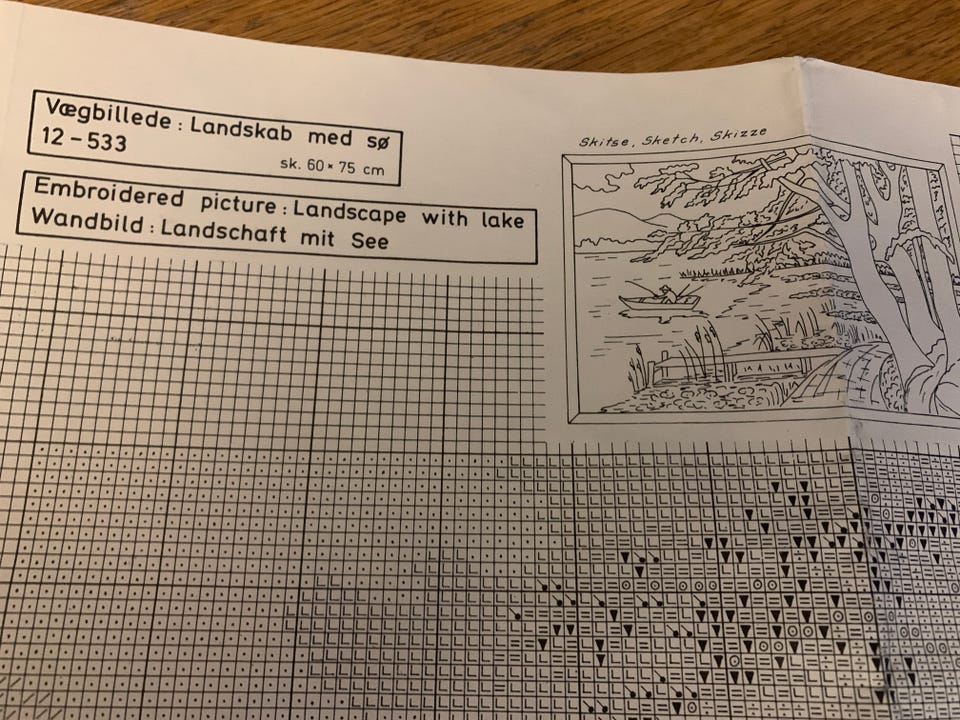 Vægbillede : Landskab med sø
12-533 sk. 60 × 75 cm
Embroidered picture : Landscape with lake
Wandbild : Landschaft mit See
Skitse, Sketch, Skizze